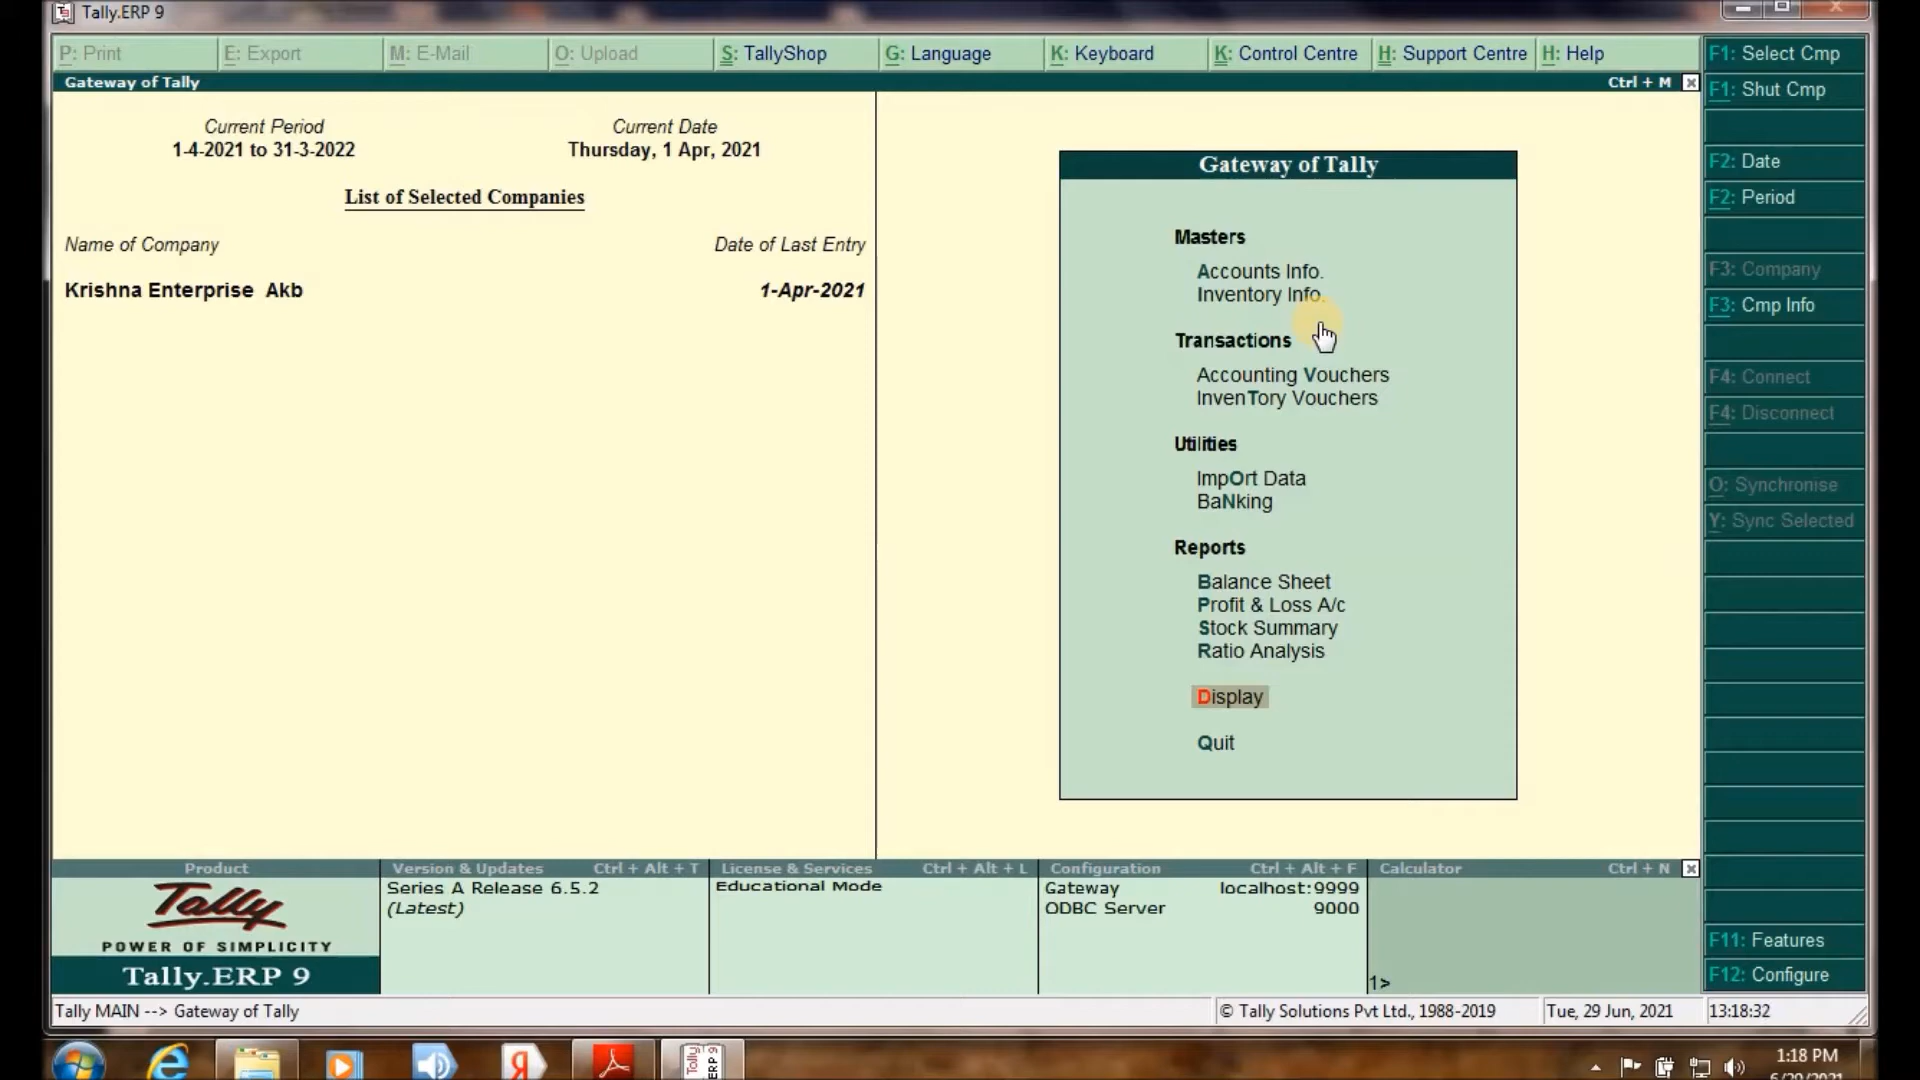 Tally.ERP 9
P: Print E: Export M: E-Mail O: Upload S: TallyShop G: Language K: Keyboard K: Control Centre H: Support Centre H: Help
Gateway of Tally Ctrl + M
Current Period Current Date
1-4-2021 to 31-3-2022 Thursday, 1 Apr, 2021
List of Selected Companies
Name of Company Date of Last Entry
Krishna Enterprise Akb 1-Apr-2021
Gateway of Tally
Masters
Accounts Info.
Inventory Info.
Transactions
Accounting Vouchers
InvenTory Vouchers
Utilities
ImpOrt Data
BaNking
Reports
Balance Sheet
Profit & Loss A/c
Stock Summary
Ratio Analysis
Display
Quit
F1: Select Cmp
F1: Shut Cmp
F2: Date
F2: Period
F3: Company
F3: Cmp Info
F4: Connect
F4: Disconnect
O: Synchronise
Y: Sync Selected
F11: Features
F12: Configure
Product
Tally
POWER OF SIMPLICITY
Tally.ERP 9
Version & Updates Ctrl + Alt + T
Series A Release 6.5.2
(Latest)
License & Services Ctrl + Alt + L
Educational Mode
Configuration Ctrl + Alt + F
Gateway localhost:9999
ODBC Server 9000
Calculator Ctrl + N
1>
Tally MAIN --> Gateway of Tally © Tally Solutions Pvt Ltd., 1988-2019 Tue, 29 Jun, 2021 13:18:32
Tally ERP 9
1:18 PM
6/29/2021